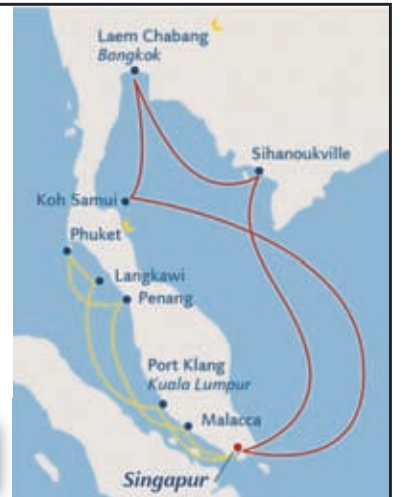 Laem Chabang
Bangkok
Sihanoukville
Koh Samui
Phuket
Langkawi
Penang
Port Klang
Kuala Lumpur
Malacca
Singapur